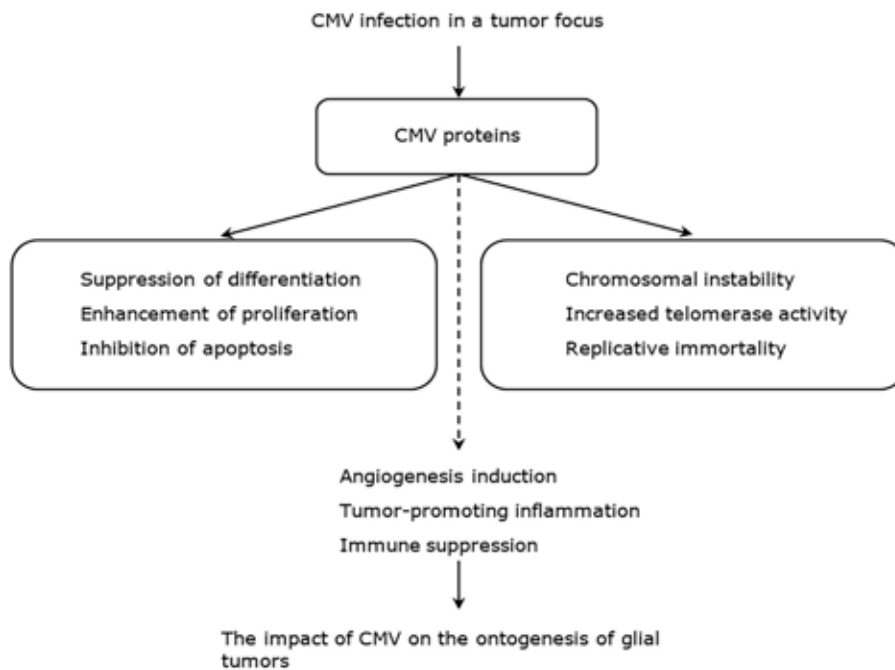 CMV infection in a tumor focus
CMV proteins
Suppression of differentiation
Enhancement of proliferation
Inhibition of apoptosis
Chromosomal instability
Increased telomerase activity
Replicative immortality
Angiogenesis induction
Tumor-promoting inflammation
Immune suppression
The impact of CMV on the ontogenesis of glial
tumors